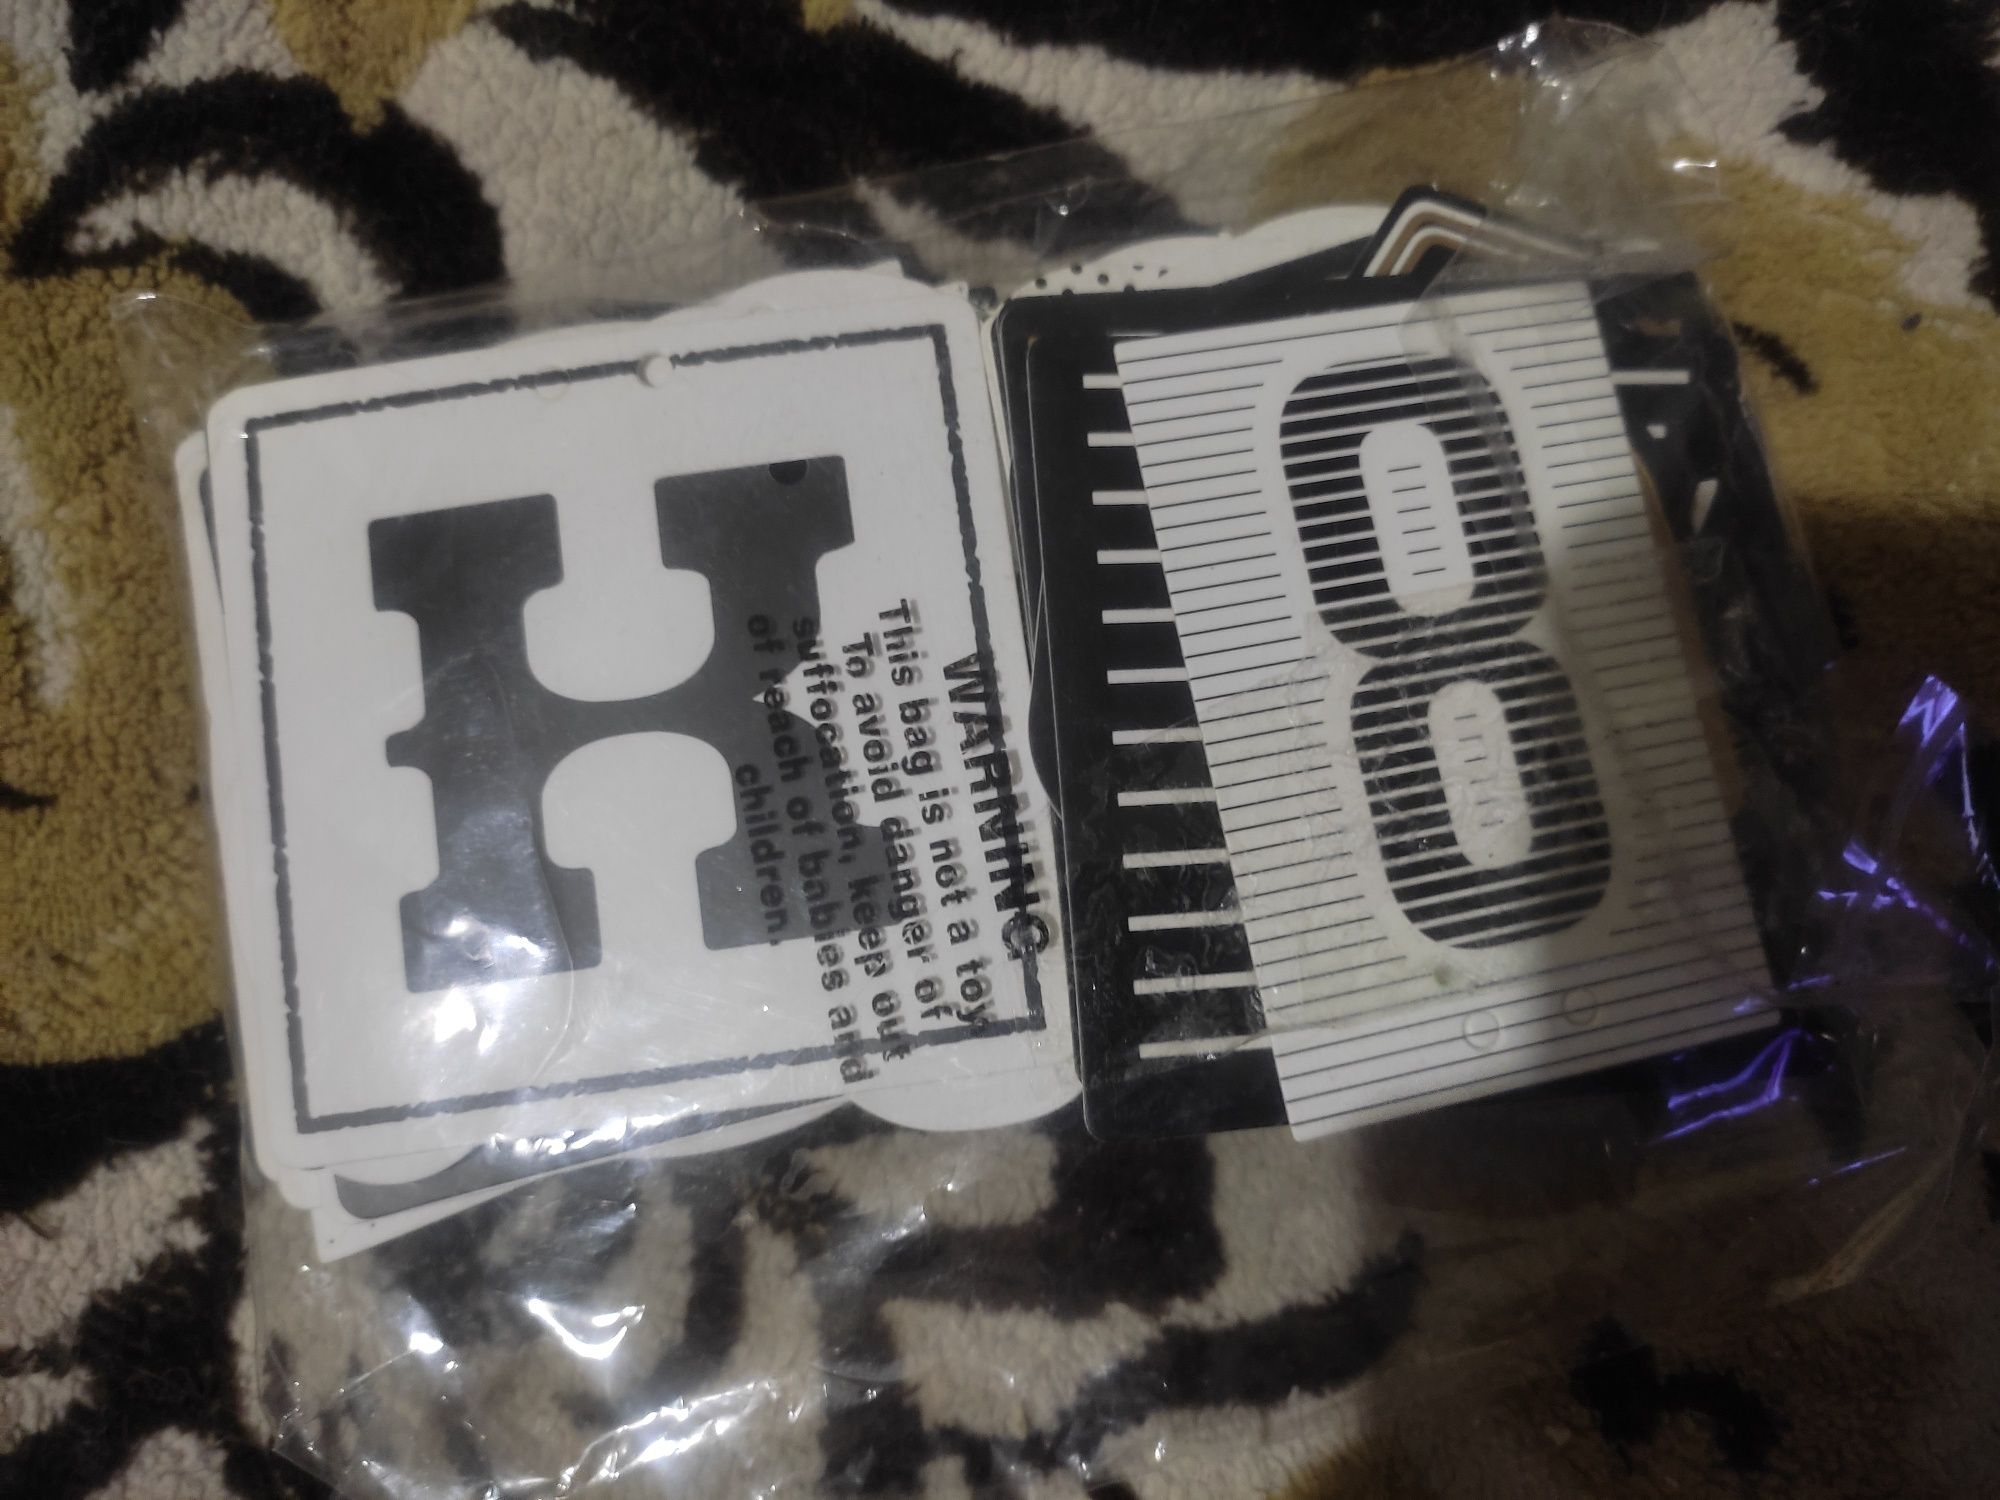 H
8
WARNING
This bag is not a toy
To avoid danger of
suffocation, keep out
of reach of babies and
children.